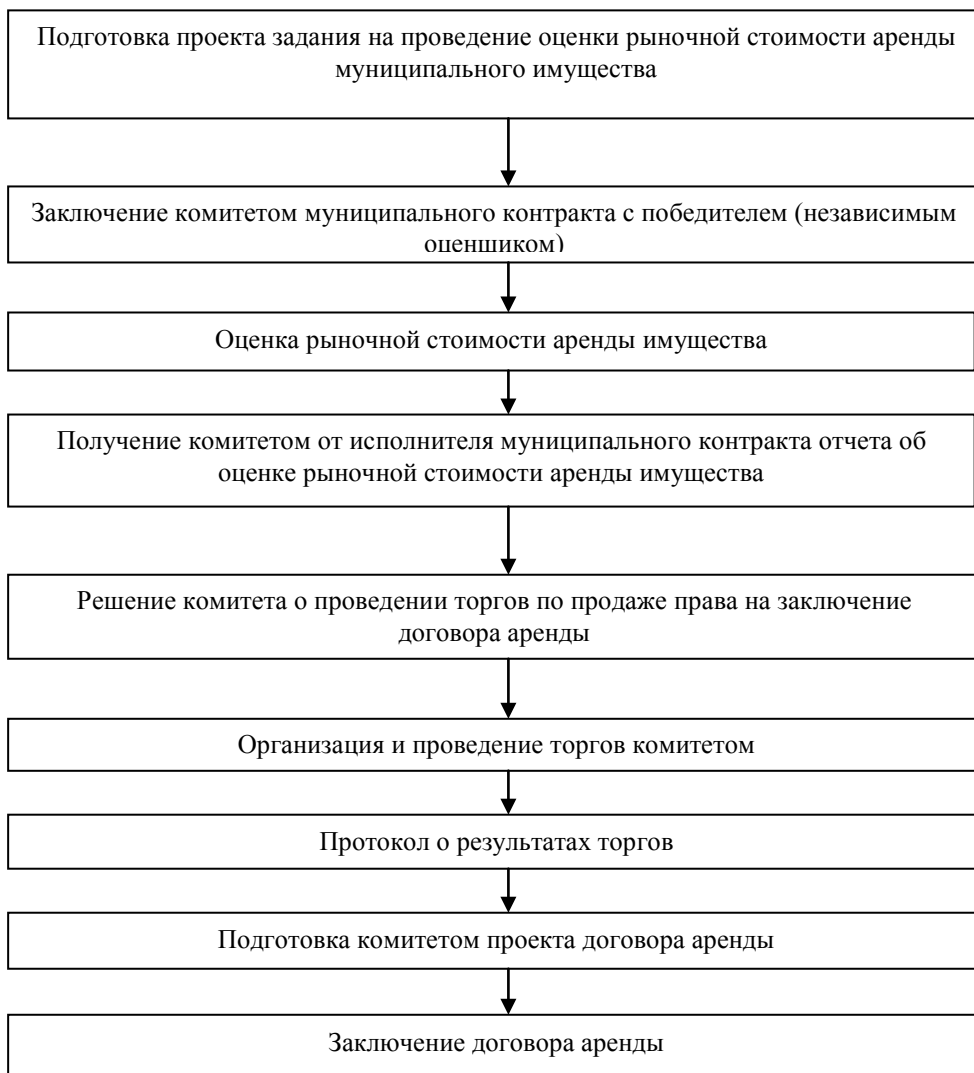 Подготовка проекта задания на проведение оценки рыночной стоимости аренды
муниципального имущества
Заключение комитетом муниципального контракта с победителем (независимым
оценщиком)
Оценка рыночной стоимости аренды имущества
Получение комитетом от исполнителя муниципального контракта отчета об
оценке рыночной стоимости аренды имущества
Решение комитета о проведении торгов по продаже права на заключение
договора аренды
Организация и проведение торгов комитетом
Протокол о результатах торгов
Подготовка комитетом проекта договора аренды
Заключение договора аренды